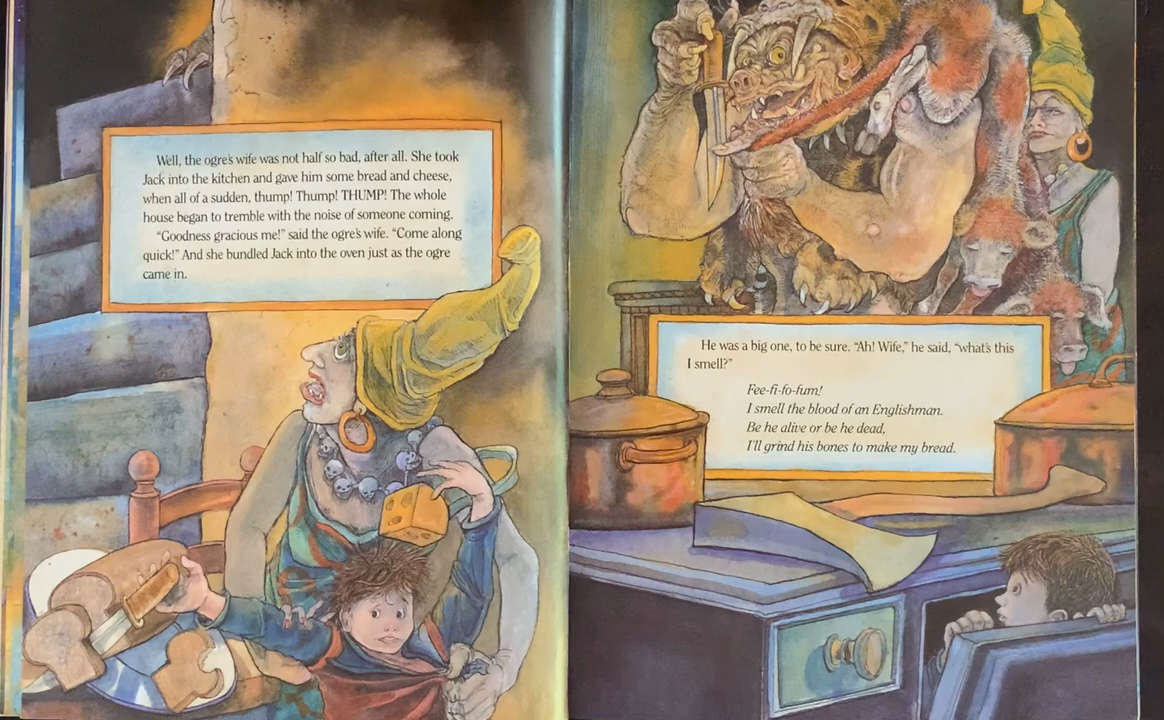 Well, the ogre's wife was not half so bad, after all. She took
Jack into the kitchen and gave him some bread and cheese,
when all of a sudden, thump! Thump! THUMP! The whole
house began to tremble with the noise of someone coming.
“Goodness gracious me!” said the ogre's wife. “Come along
quick!” And she bundled Jack into the oven just as the ogre
came in.
He was a big one, to be sure. “Ah! Wife,” he said, “what's this
I smell?”
Fee-fi-fo-fum!
I smell the blood of an Englishman.
Be he alive or be he dead,
I'll grind his bones to make my bread.